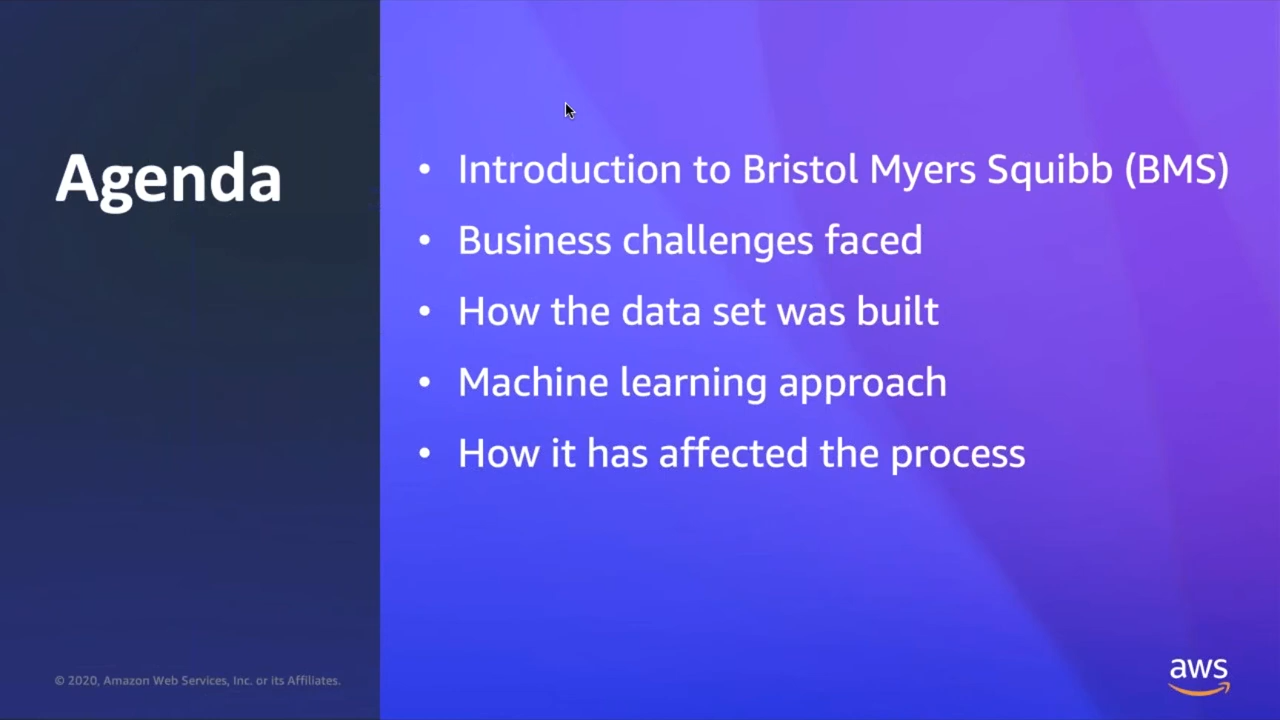 Agenda
• Introduction to Bristol Myers Squibb (BMS)
• Business challenges faced
• How the data set was built
• Machine learning approach
• How it has affected the process
© 2020, Amazon Web Services, Inc. or its Affiliates.
aws